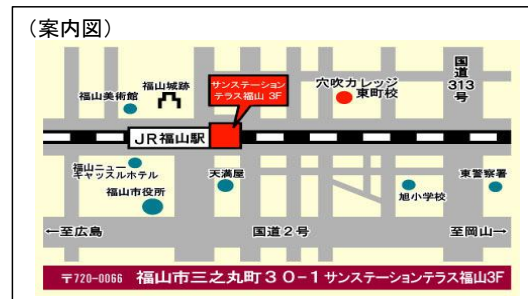 （案内図）
国道313号
福山城跡
福山美術館
サンステーション
テラス福山 3F
穴吹カレッジ
東町校
JR福山駅
福山ニュー
キャッスルホテル
福山市役所
天満屋
旭小学校
東警察署
←至広島
国道２号
至岡山→
〒720-0066 福山市三之丸町３０-１サンステーションテラス福山3F